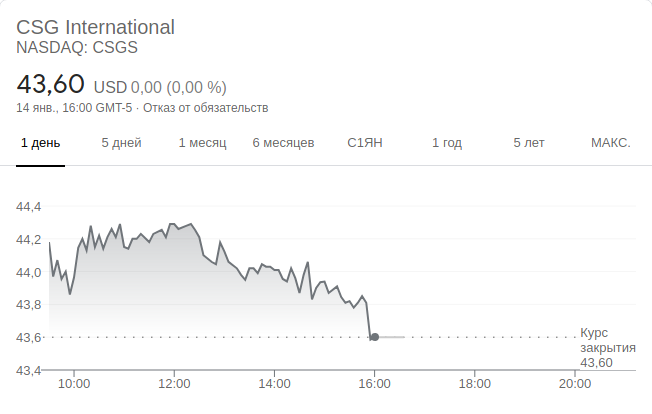 CSG International
NASDAQ: CSGS
43,60 USD 0,00 (0,00 %)
14 янв., 16:00 GMT-5 · Отказ от обязательств
1 день 5 дней 1 месяц 6 месяцев С1ЯН 1 год 5 лет МАКС.
44,4
44,2
44,0
43,8
43,6
Курс
закрытия
43,60
43,4
10:00 12:00 14:00 16:00 18:00 20:00